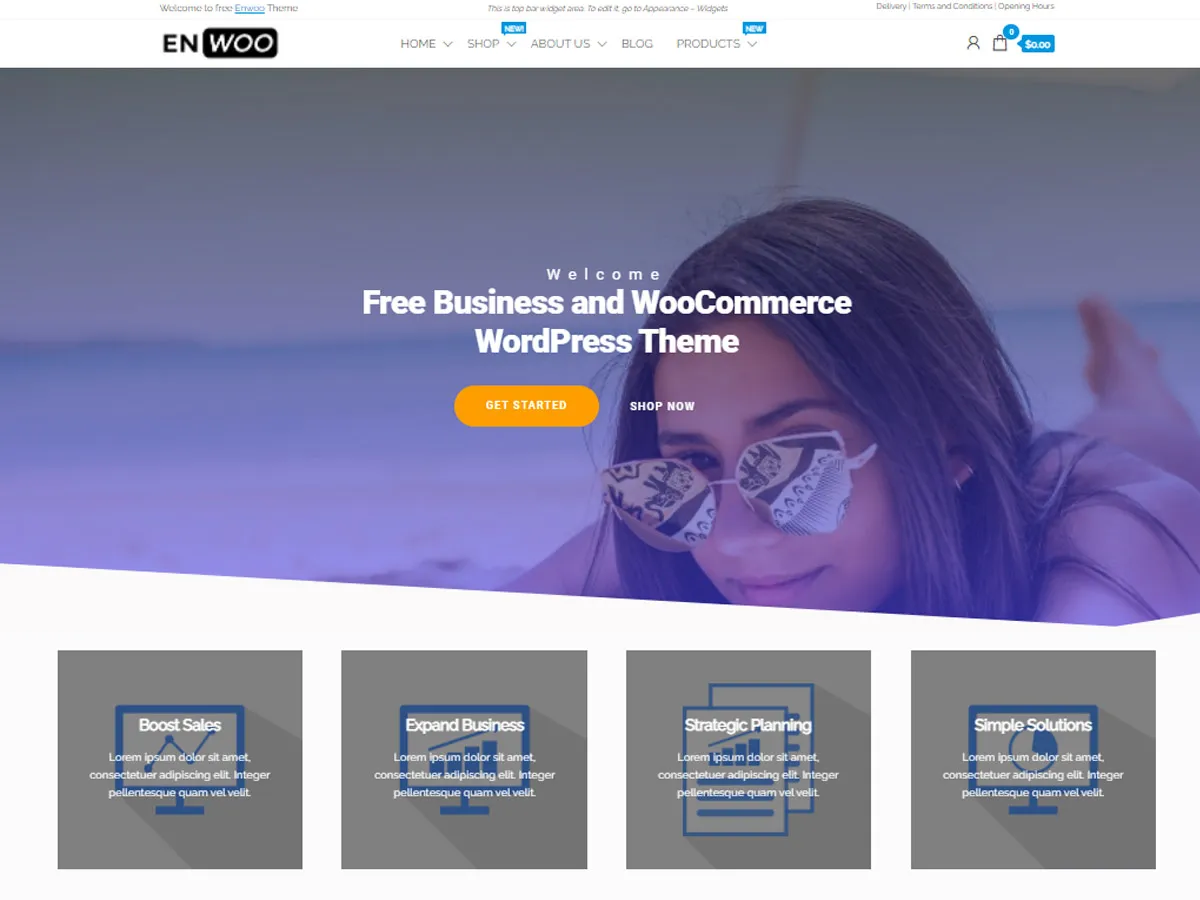 Welcome to free Enwoo Theme
This is top bar widget area. To edit it, go to Appearance – Widgets
Delivery | Terms and Conditions | Opening Hours
EN WOO
HOME
SHOP
NEW!
ABOUT US
BLOG
PRODUCTS
NEW
0
$0.00
Welcome
Free Business and WooCommerce
WordPress Theme
GET STARTED
SHOP NOW
Boost Sales
Lorem ipsum dolor sit amet,
consectetuer adipiscing elit. Integer
pellentesque quam vel velit.
Expand Business
Lorem ipsum dolor sit amet,
consectetuer adipiscing elit. Integer
pellentesque quam vel velit.
Strategic Planning
Lorem ipsum dolor sit amet,
consectetuer adipiscing elit. Integer
pellentesque quam vel velit.
Simple Solutions
Lorem ipsum dolor sit amet,
consectetuer adipiscing elit. Integer
pellentesque quam vel velit.